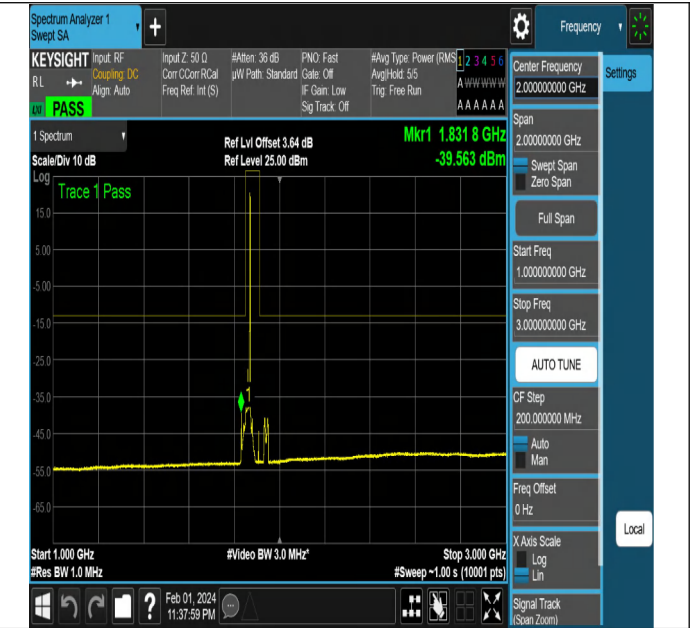 Spectrum Analyzer 1
Swept SA
Frequency
KEYSIGHT
Input: RF
Coupling: DC
Align: Auto
Input Z: 50 Ω
Corr CCorr RCal
Freq Ref: Int (S)
#Atten: 36 dB
µW Path: Standard
PNO: Fast
Gate: Off
IF Gain: Low
Sig Track: Off
#Avg Type: Power (RMS
Avg|Hold: 5/5
Trig: Free Run
1 2 3 4 5 6
A W W W W W
A A A A A A
R L
LXI
PASS
1 Spectrum
Scale/Div 10 dB
Log
Ref Lvl Offset 3.64 dB
Ref Level 25.00 dBm
Mkr1 1.831 8 GHz
-39.563 dBm
Trace 1 Pass
15.0
5.00
-5.00
-15.0
-25.0
-35.0
-45.0
-55.0
-65.0
Start 1.000 GHz
#Res BW 1.0 MHz
#Video BW 3.0 MHz*
Stop 3.000 GHz
#Sweep ~1.00 s (10001 pts)
Center Frequency
2.000000000 GHz
Settings
Span
2.00000000 GHz
Swept Span
Zero Span
Full Span
Start Freq
1.000000000 GHz
Stop Freq
3.000000000 GHz
AUTO TUNE
CF Step
200.000000 MHz
Auto
Man
Freq Offset
0 Hz
X Axis Scale
Log
Lin
Local
Signal Track
(Span Zoom)
?
Feb 01, 2024
11:37:59 PM